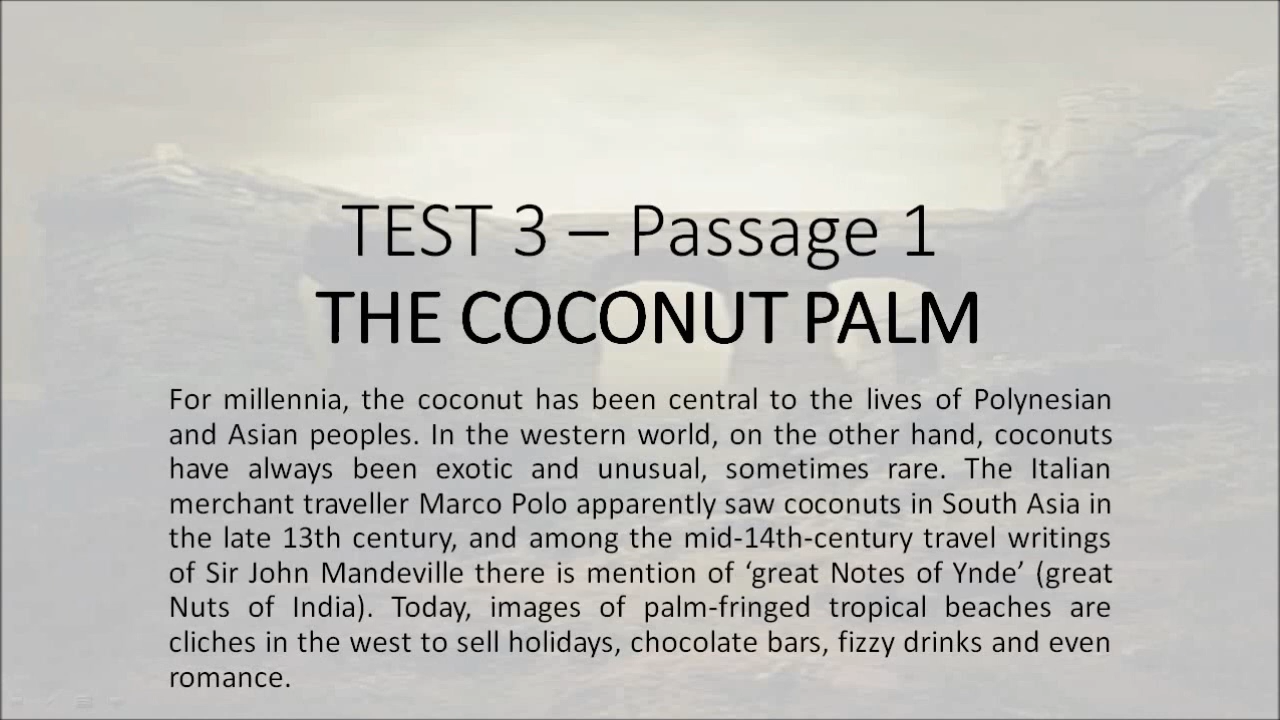 TEST 3 – Passage 1
THE COCONUT PALM
For millennia, the coconut has been central to the lives of Polynesian
and Asian peoples. In the western world, on the other hand, coconuts
have always been exotic and unusual, sometimes rare. The Italian
merchant traveller Marco Polo apparently saw coconuts in South Asia in
the late 13th century, and among the mid-14th-century travel writings
of Sir John Mandeville there is mention of ‘great Notes of Ynde’ (great
Nuts of India). Today, images of palm-fringed tropical beaches are
cliches in the west to sell holidays, chocolate bars, fizzy drinks and even
romance.